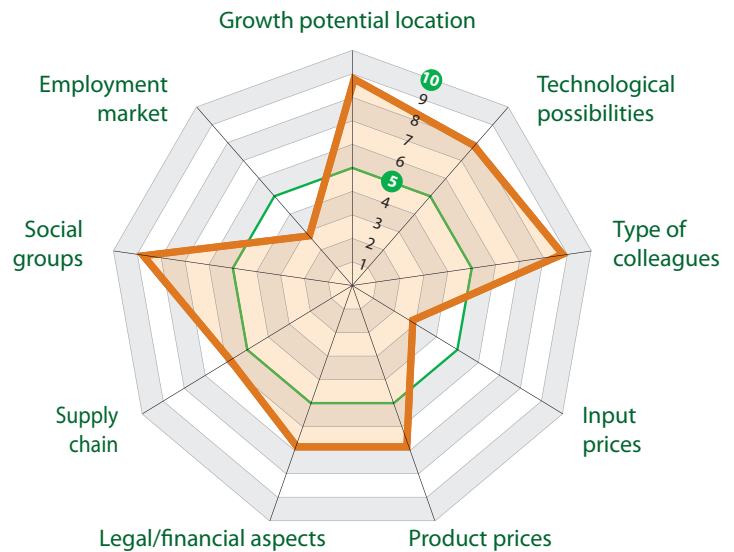 Growth potential location
Employment
market
Technological
possibilities
10
9
8
7
6
5
4
3
2
1
Social
groups
Type of
colleagues
Supply
chain
Input
prices
Legal/financial aspects
Product prices